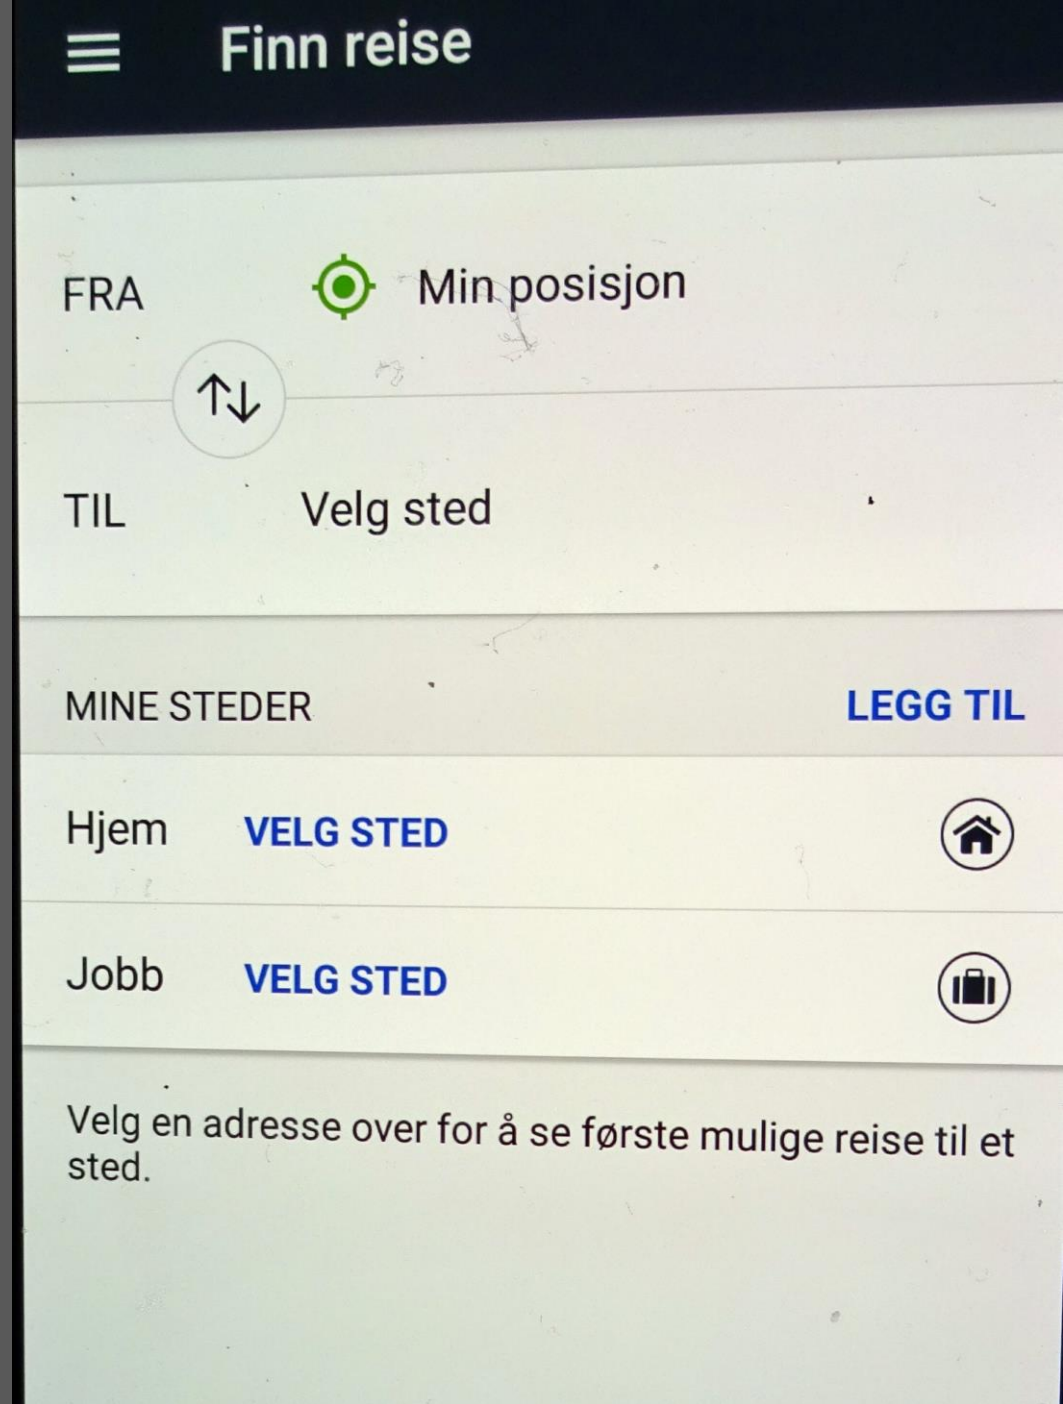 Finn reise
FRA Min posisjon
TIL Velg sted
MINE STEDER LEGG TIL
Hjem VELG STED
Jobb VELG STED
Velg en adresse over for å se første mulige reise til et
sted.